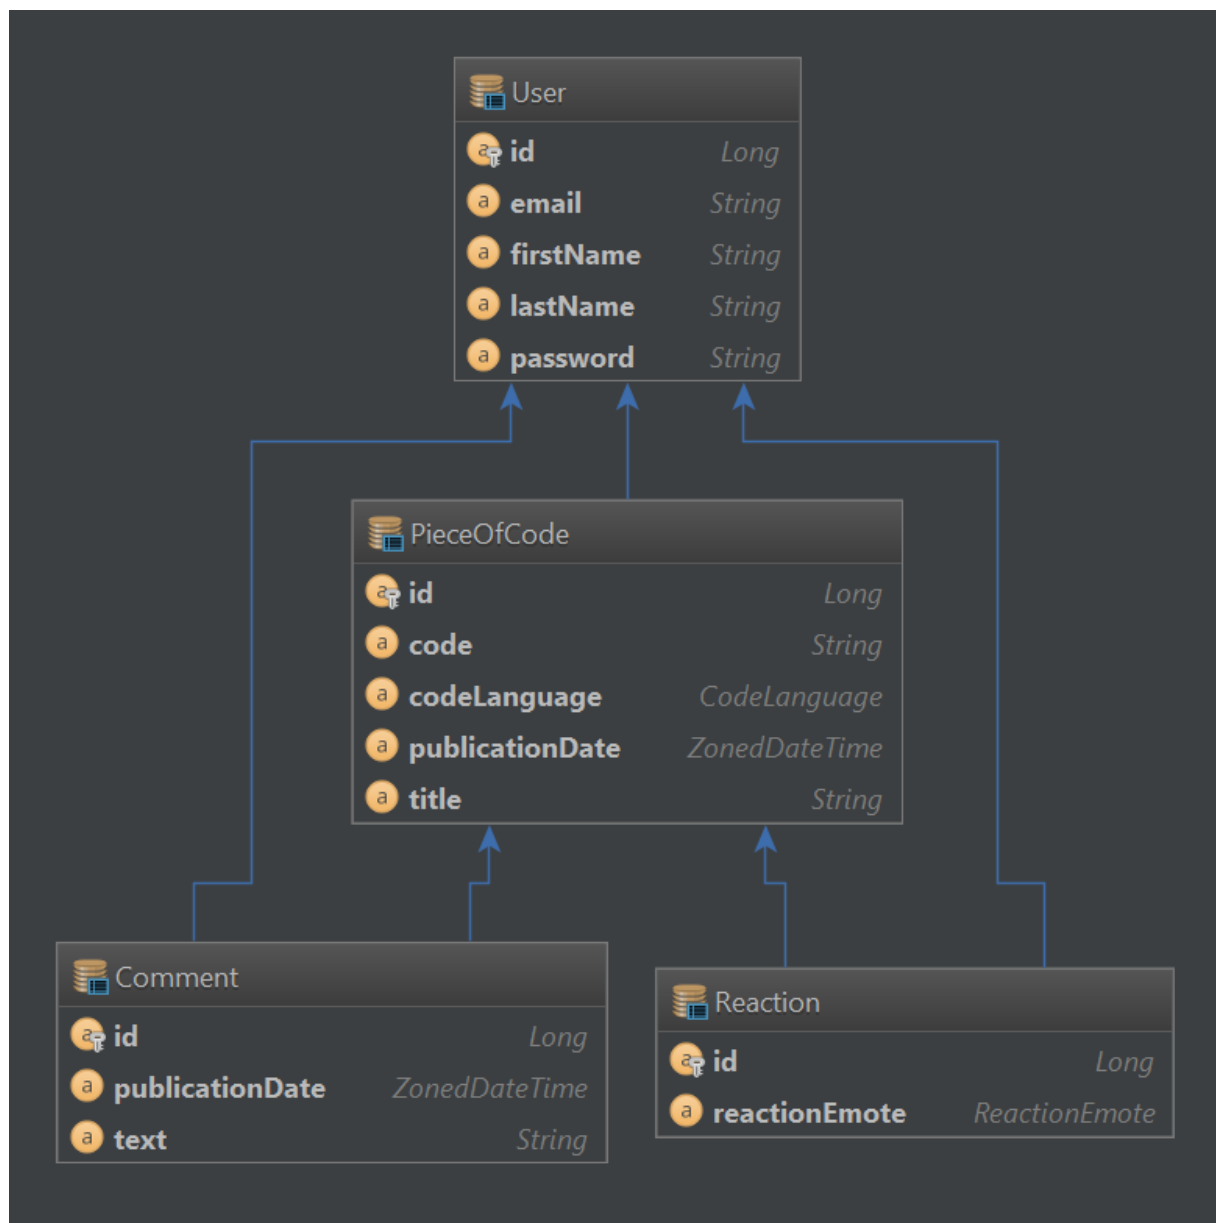 User
id Long
email String
firstName String
lastName String
password String
PieceOfCode
id Long
code String
codeLanguage CodeLanguage
publicationDate ZonedDateTime
title String
Comment
id Long
publicationDate ZonedDateTime
text String
Reaction
id Long
reactionEmote ReactionEmote